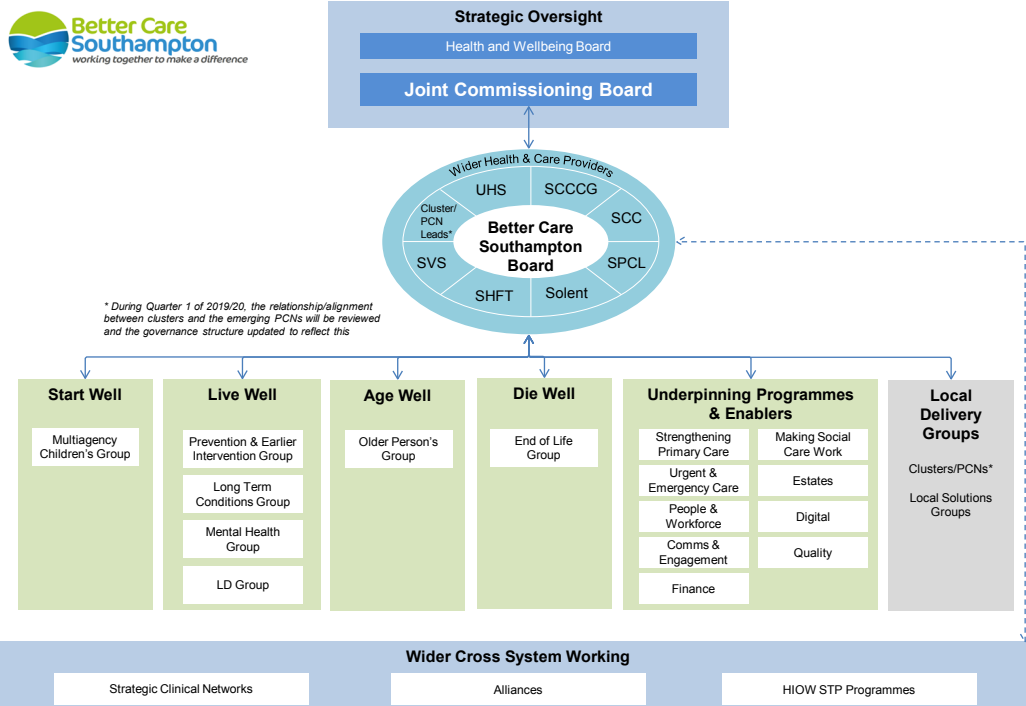 Better Care
Southampton
working together to make a difference
Strategic Oversight
Health and Wellbeing Board
Joint Commissioning Board
Wider Health & Care Providers
UHS
SCCCG
Cluster/
PCN
Leads*
SCC
Better Care
Southampton
Board
SVS
SPCL
SHFT
Solent
* During Quarter 1 of 2019/20, the relationship/alignment
between clusters and the emerging PCNs will be reviewed
and the governance structure updated to reflect this
Start Well
Multiagency
Children's Group
Live Well
Prevention & Earlier
Intervention Group
Long Term
Conditions Group
Mental Health
Group
LD Group
Age Well
Older Person's
Group
Die Well
End of Life
Group
Underpinning Programmes
& Enablers
Strengthening
Primary Care
Making Social
Care Work
Urgent &
Emergency Care
Estates
People &
Workforce
Digital
Comms &
Engagement
Quality
Finance
Local
Delivery
Groups
Clusters/PCNs*
Local Solutions
Groups
Wider Cross System Working
Strategic Clinical Networks
Alliances
HIOW STP Programmes